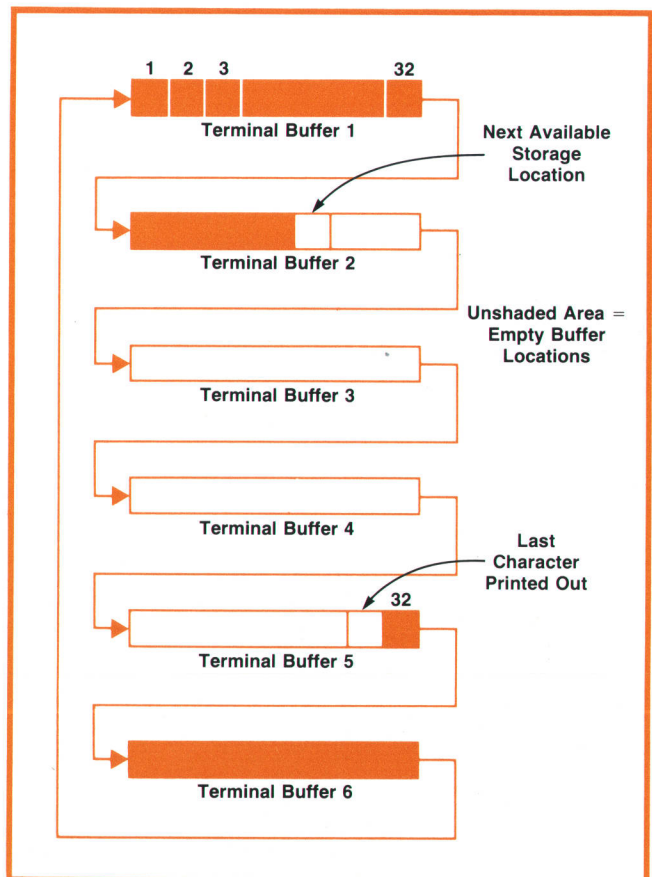 1 2 3 32
Terminal Buffer 1
Next Available
Storage
Location
Terminal Buffer 2
Unshaded Area =
Empty Buffer
Locations
Terminal Buffer 3
Terminal Buffer 4
Last
Character
Printed Out
32
Terminal Buffer 5
Terminal Buffer 6